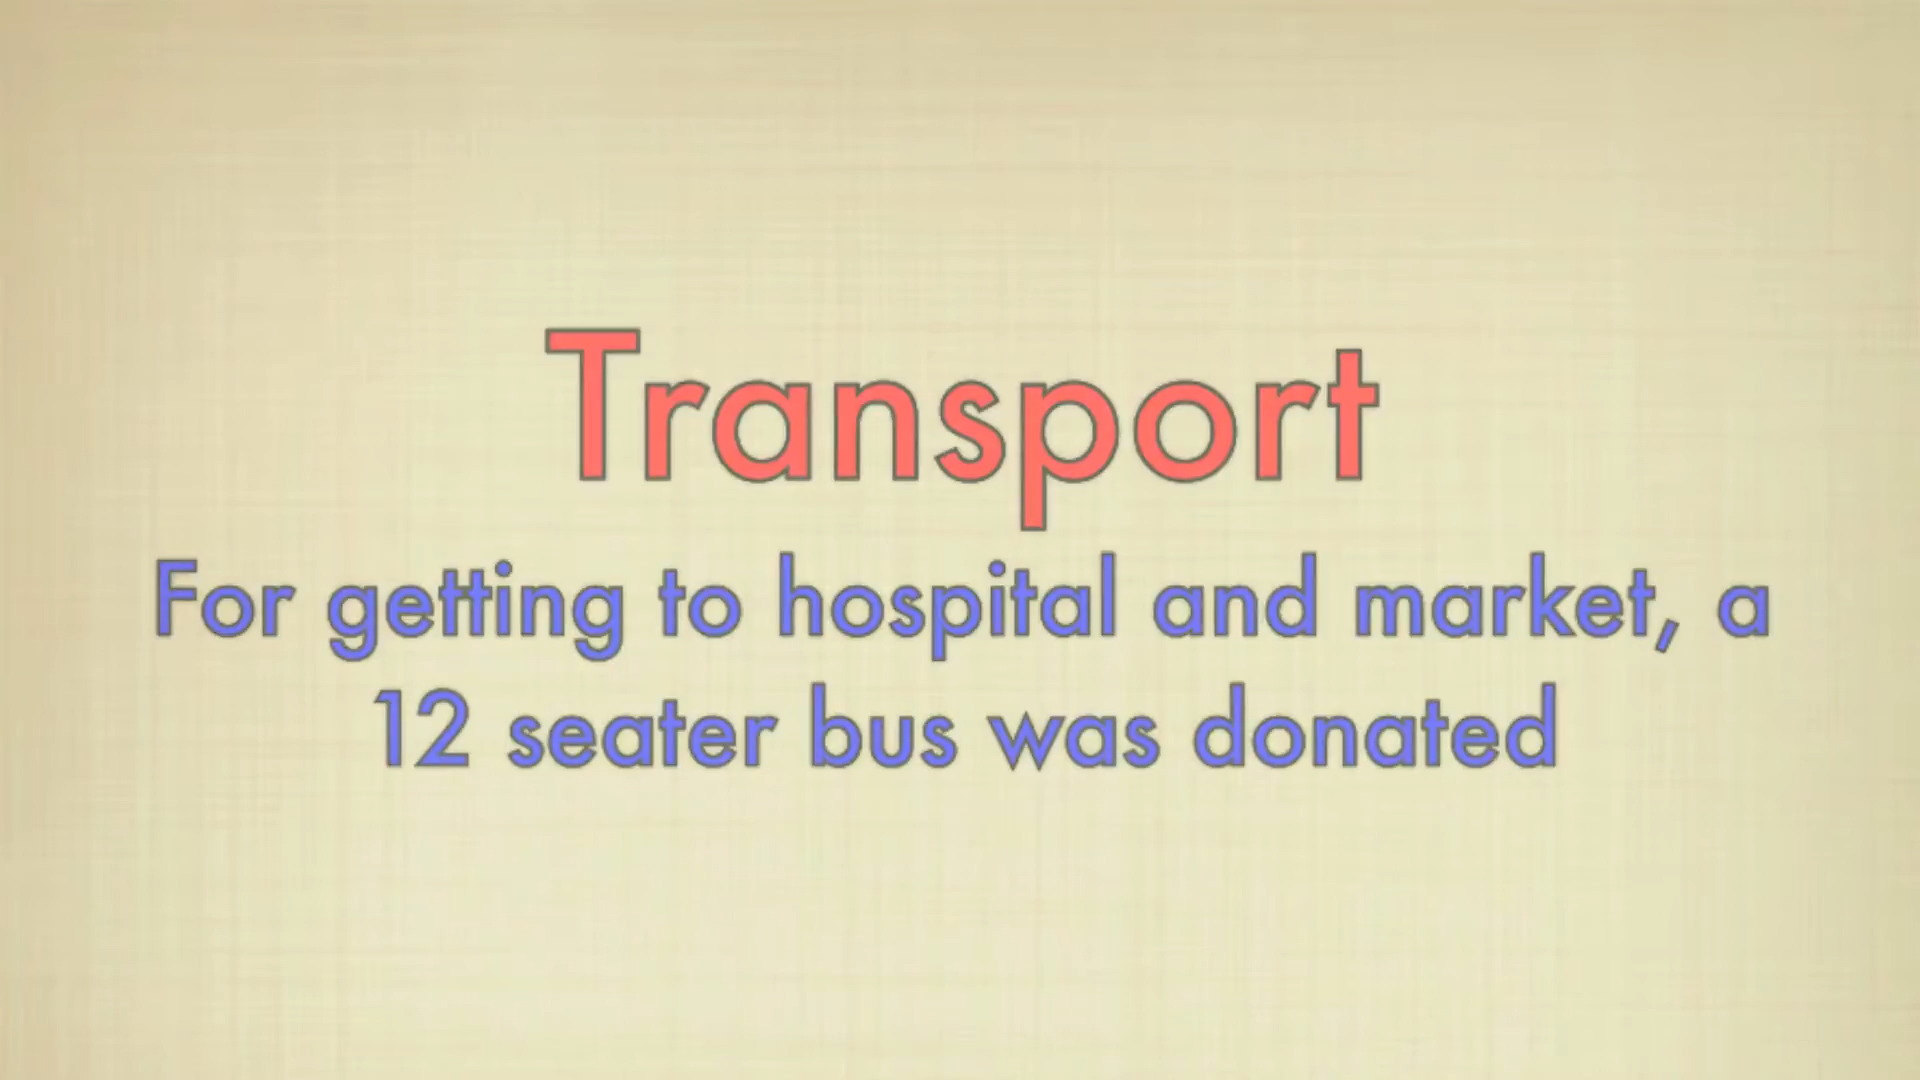 Transport
For getting to hospital and market, a
12 seater bus was donated